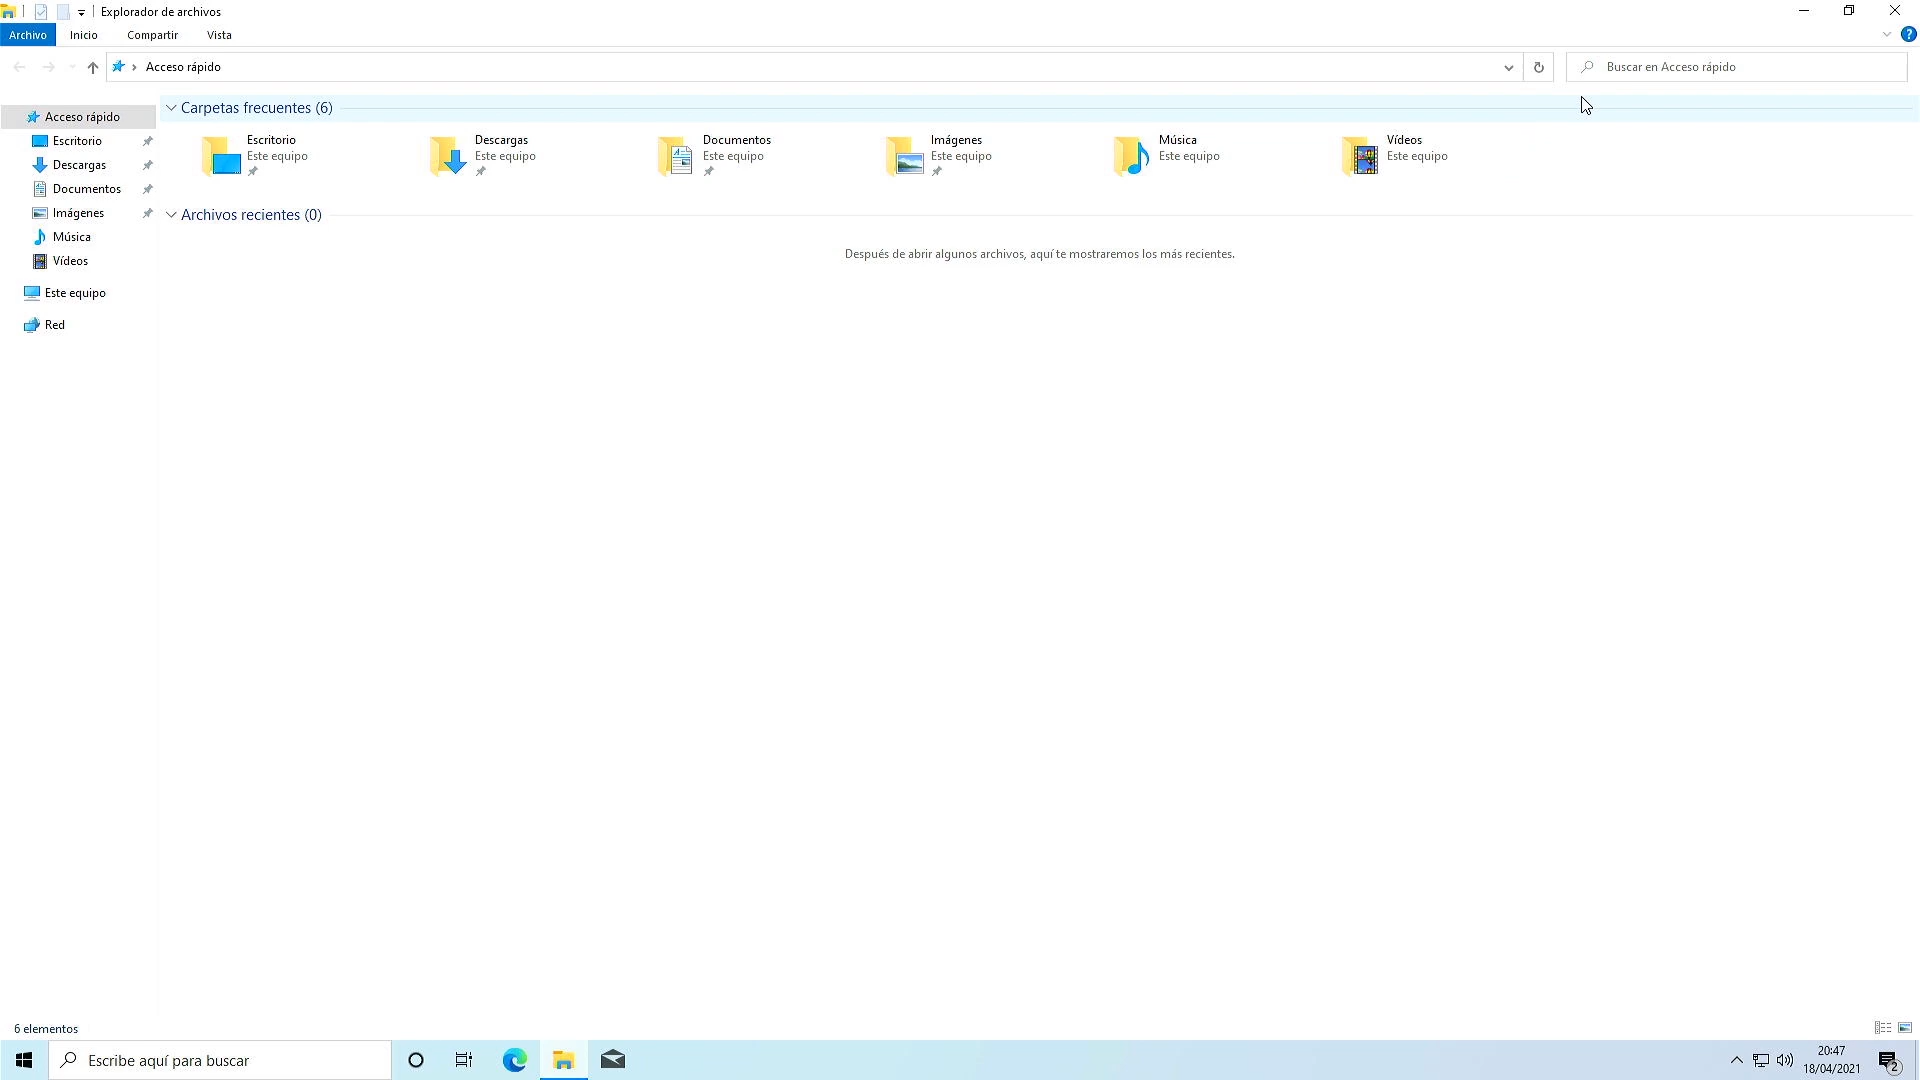 Explorador de archivos
Archivo Inicio Compartir Vista
Acceso rápido
Buscar en Acceso rápido
Acceso rápido
Escritorio
Descargas
Documentos
Imágenes
Música
Vídeos
Este equipo
Red
Carpetas frecuentes (6)
Escritorio
Este equipo
Descargas
Este equipo
Documentos
Este equipo
Imágenes
Este equipo
Música
Este equipo
Vídeos
Este equipo
Archivos recientes (0)
Después de abrir algunos archivos, aquí te mostraremos los más recientes.
6 elementos
Escribe aquí para buscar
20:47
18/04/2021
2